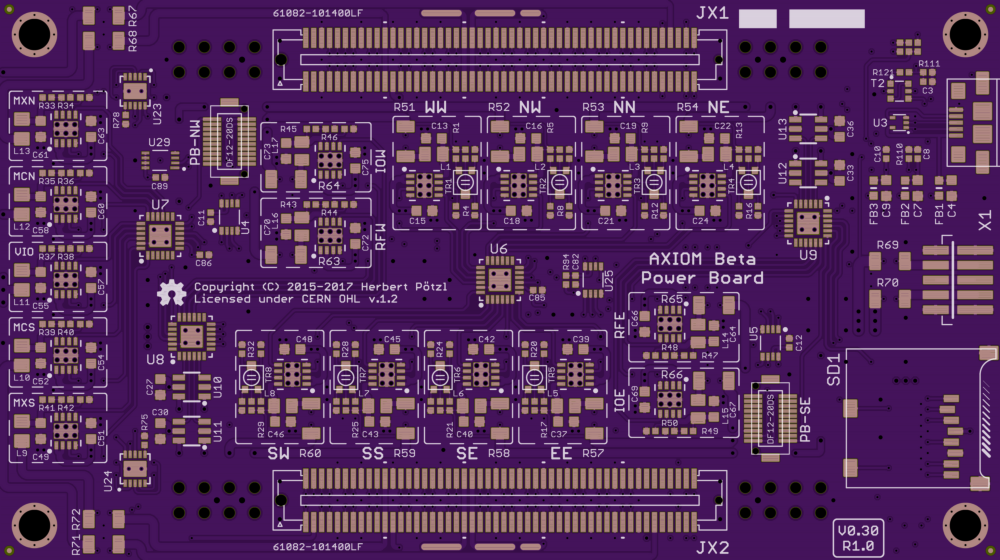 R67
R68
61082-101400LF
JX1
U23
R78
PB-NW
DF12-20DS
MXN
R33 R34
C63
L13 C61
MCN
R35 R36
C60
L12 C58
VIO
R37 R38
C57
L11 C55
MCS
R39 R40
C54
L10 C52
MXS
R41 R42
C51
L9 C49
U29
C89
U7
C11
U4
C86
R45 R46
C73 L17
C75
R64
IOW
R43 R44
C70 L16
C72
R63
RFW
R51 WW R52 NW R53 NN R54 NE
C13 R1
L1
TR1
C15 R4
C16 R5
L2
TR2
C18 R8
C19 R9
L3
TR3
C21 R12
C22 R13
L4
TR4
C24 R16
U13
C36
U12
C33
U9
R121
R111
T2
C3
U3
C10 R110 C8
FB3 C9 FB2 C7 FB1 C4
X1
R69
R70
U6
C85
R94
C82
U25
AXIOM Beta
Power Board
Copyright (C) 2015-2017 Herbert Pötzl
Licensed under CERN OHL v.1.2
U8
C27
U10
C30
U11
R75
U24
R32 C48
TR8
L8
R29 C46
R28 C45
TR7
L7
R25 C43
R24 C42
TR6
L6
R21 C40
R20 C39
TR5
L5
R17 C37
SW R60 SS R59 SE R58 EE R57
RFE
R65
C66
L14 C64
R48 R47
IOE
R66
C69
L15 C67
R50 R49
U5
C12
DF12-20DS
PB-SE
SD1
R72
R71
61082-101400LF
JX2
V0.30
R1.0